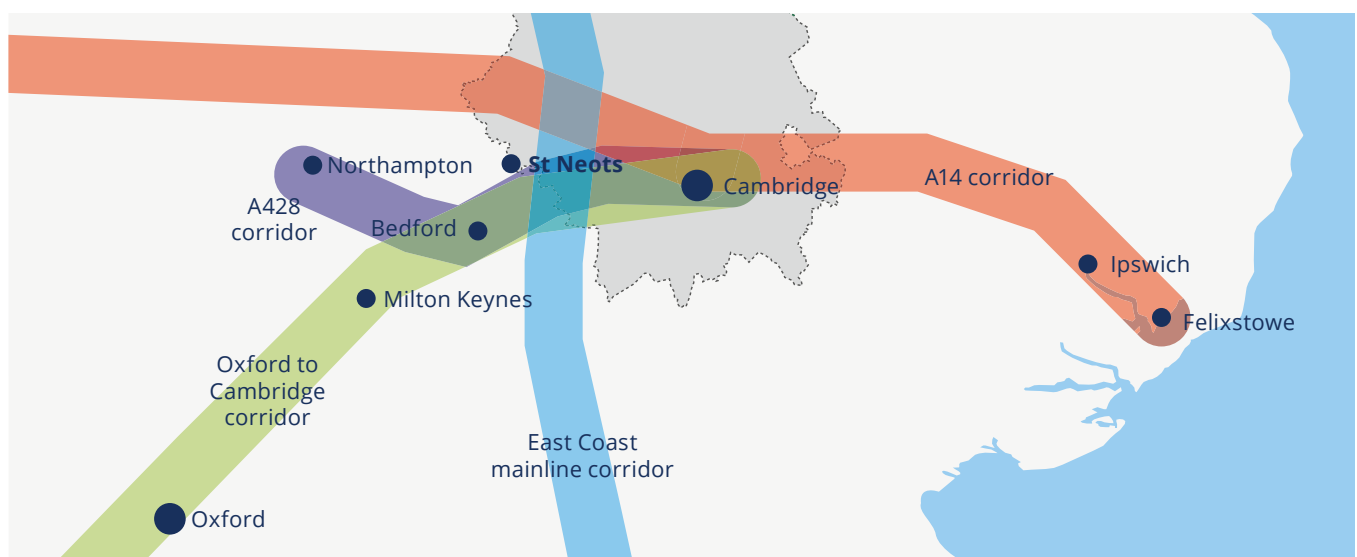 Northampton
St Neots
Cambridge
A14 corridor
A428
corridor
Bedford
Ipswich
Milton Keynes
Felixstowe
Oxford to
Cambridge
corridor
East Coast
mainline corridor
Oxford